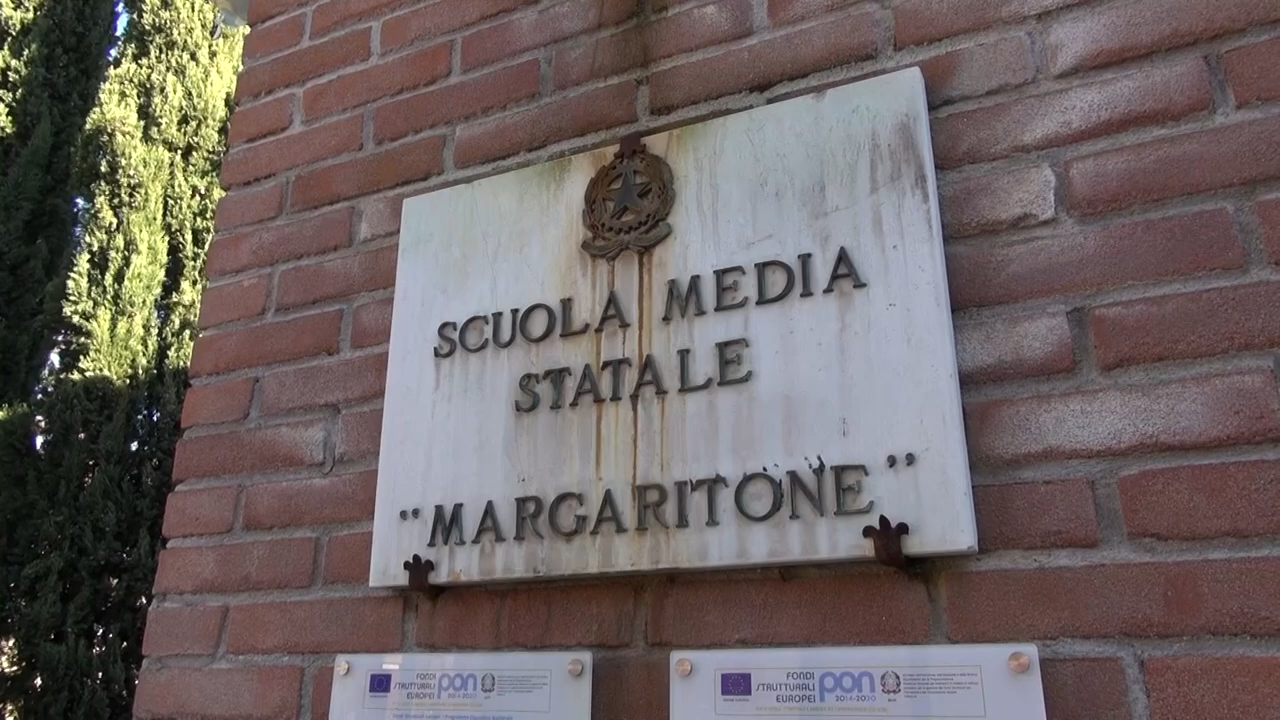 SCUOLA MEDIA
STATALE
"MARGARITONE"
FONDI
STRUTTURALI
EUROPEI
pon
2014-2020
FONDI
STRUTTURALI
EUROPEI
pon
2014-2020